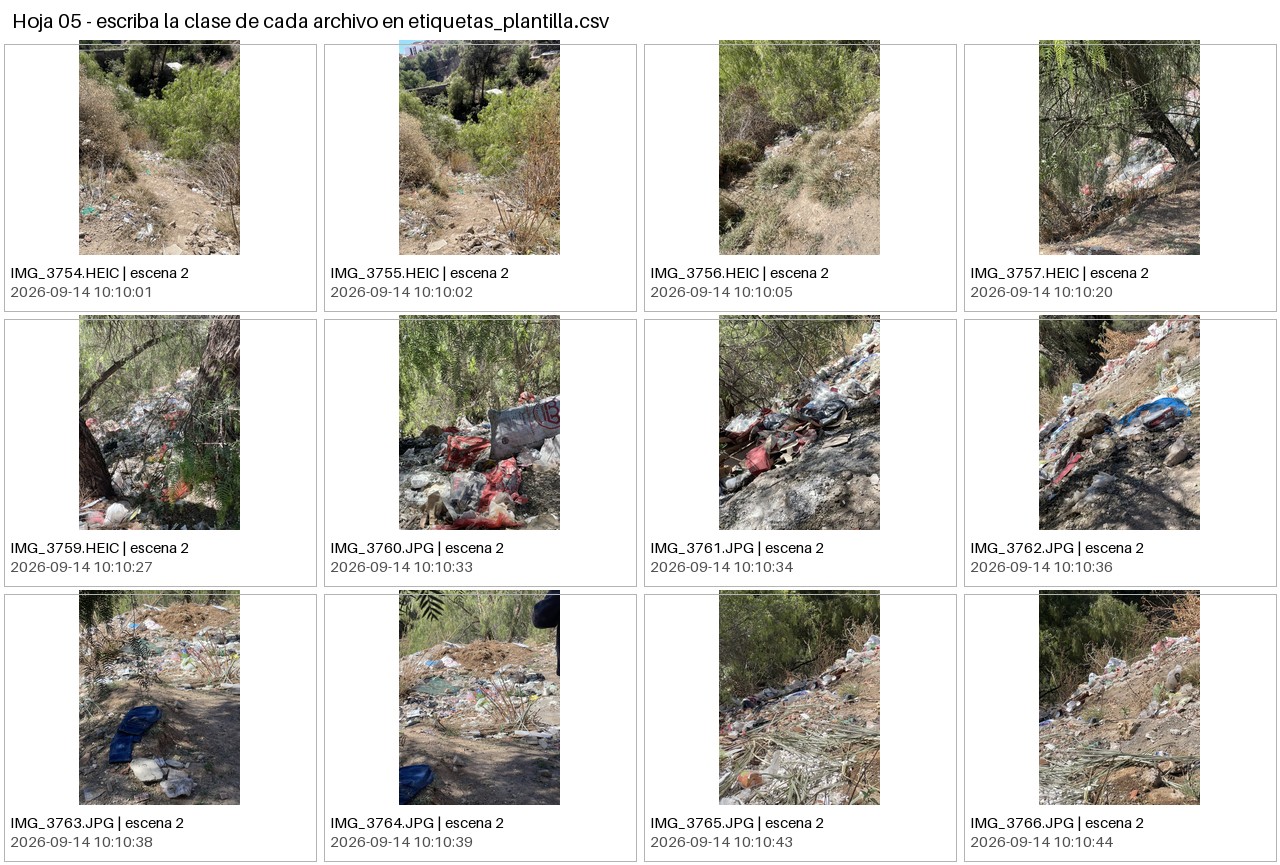 Hoja 05 - escriba la clase de cada archivo en etiquetas_plantilla.csv
IMG_3754.HEIC | escena 2
2026-09-14 10:10:01
IMG_3755.HEIC | escena 2
2026-09-14 10:10:02
IMG_3756.HEIC | escena 2
2026-09-14 10:10:05
IMG_3757.HEIC | escena 2
2026-09-14 10:10:20
IMG_3759.HEIC | escena 2
2026-09-14 10:10:27
IMG_3760.JPG | escena 2
2026-09-14 10:10:33
IMG_3761.JPG | escena 2
2026-09-14 10:10:34
IMG_3762.JPG | escena 2
2026-09-14 10:10:36
IMG_3763.JPG | escena 2
2026-09-14 10:10:38
IMG_3764.JPG | escena 2
2026-09-14 10:10:39
IMG_3765.JPG | escena 2
2026-09-14 10:10:43
IMG_3766.JPG | escena 2
2026-09-14 10:10:44